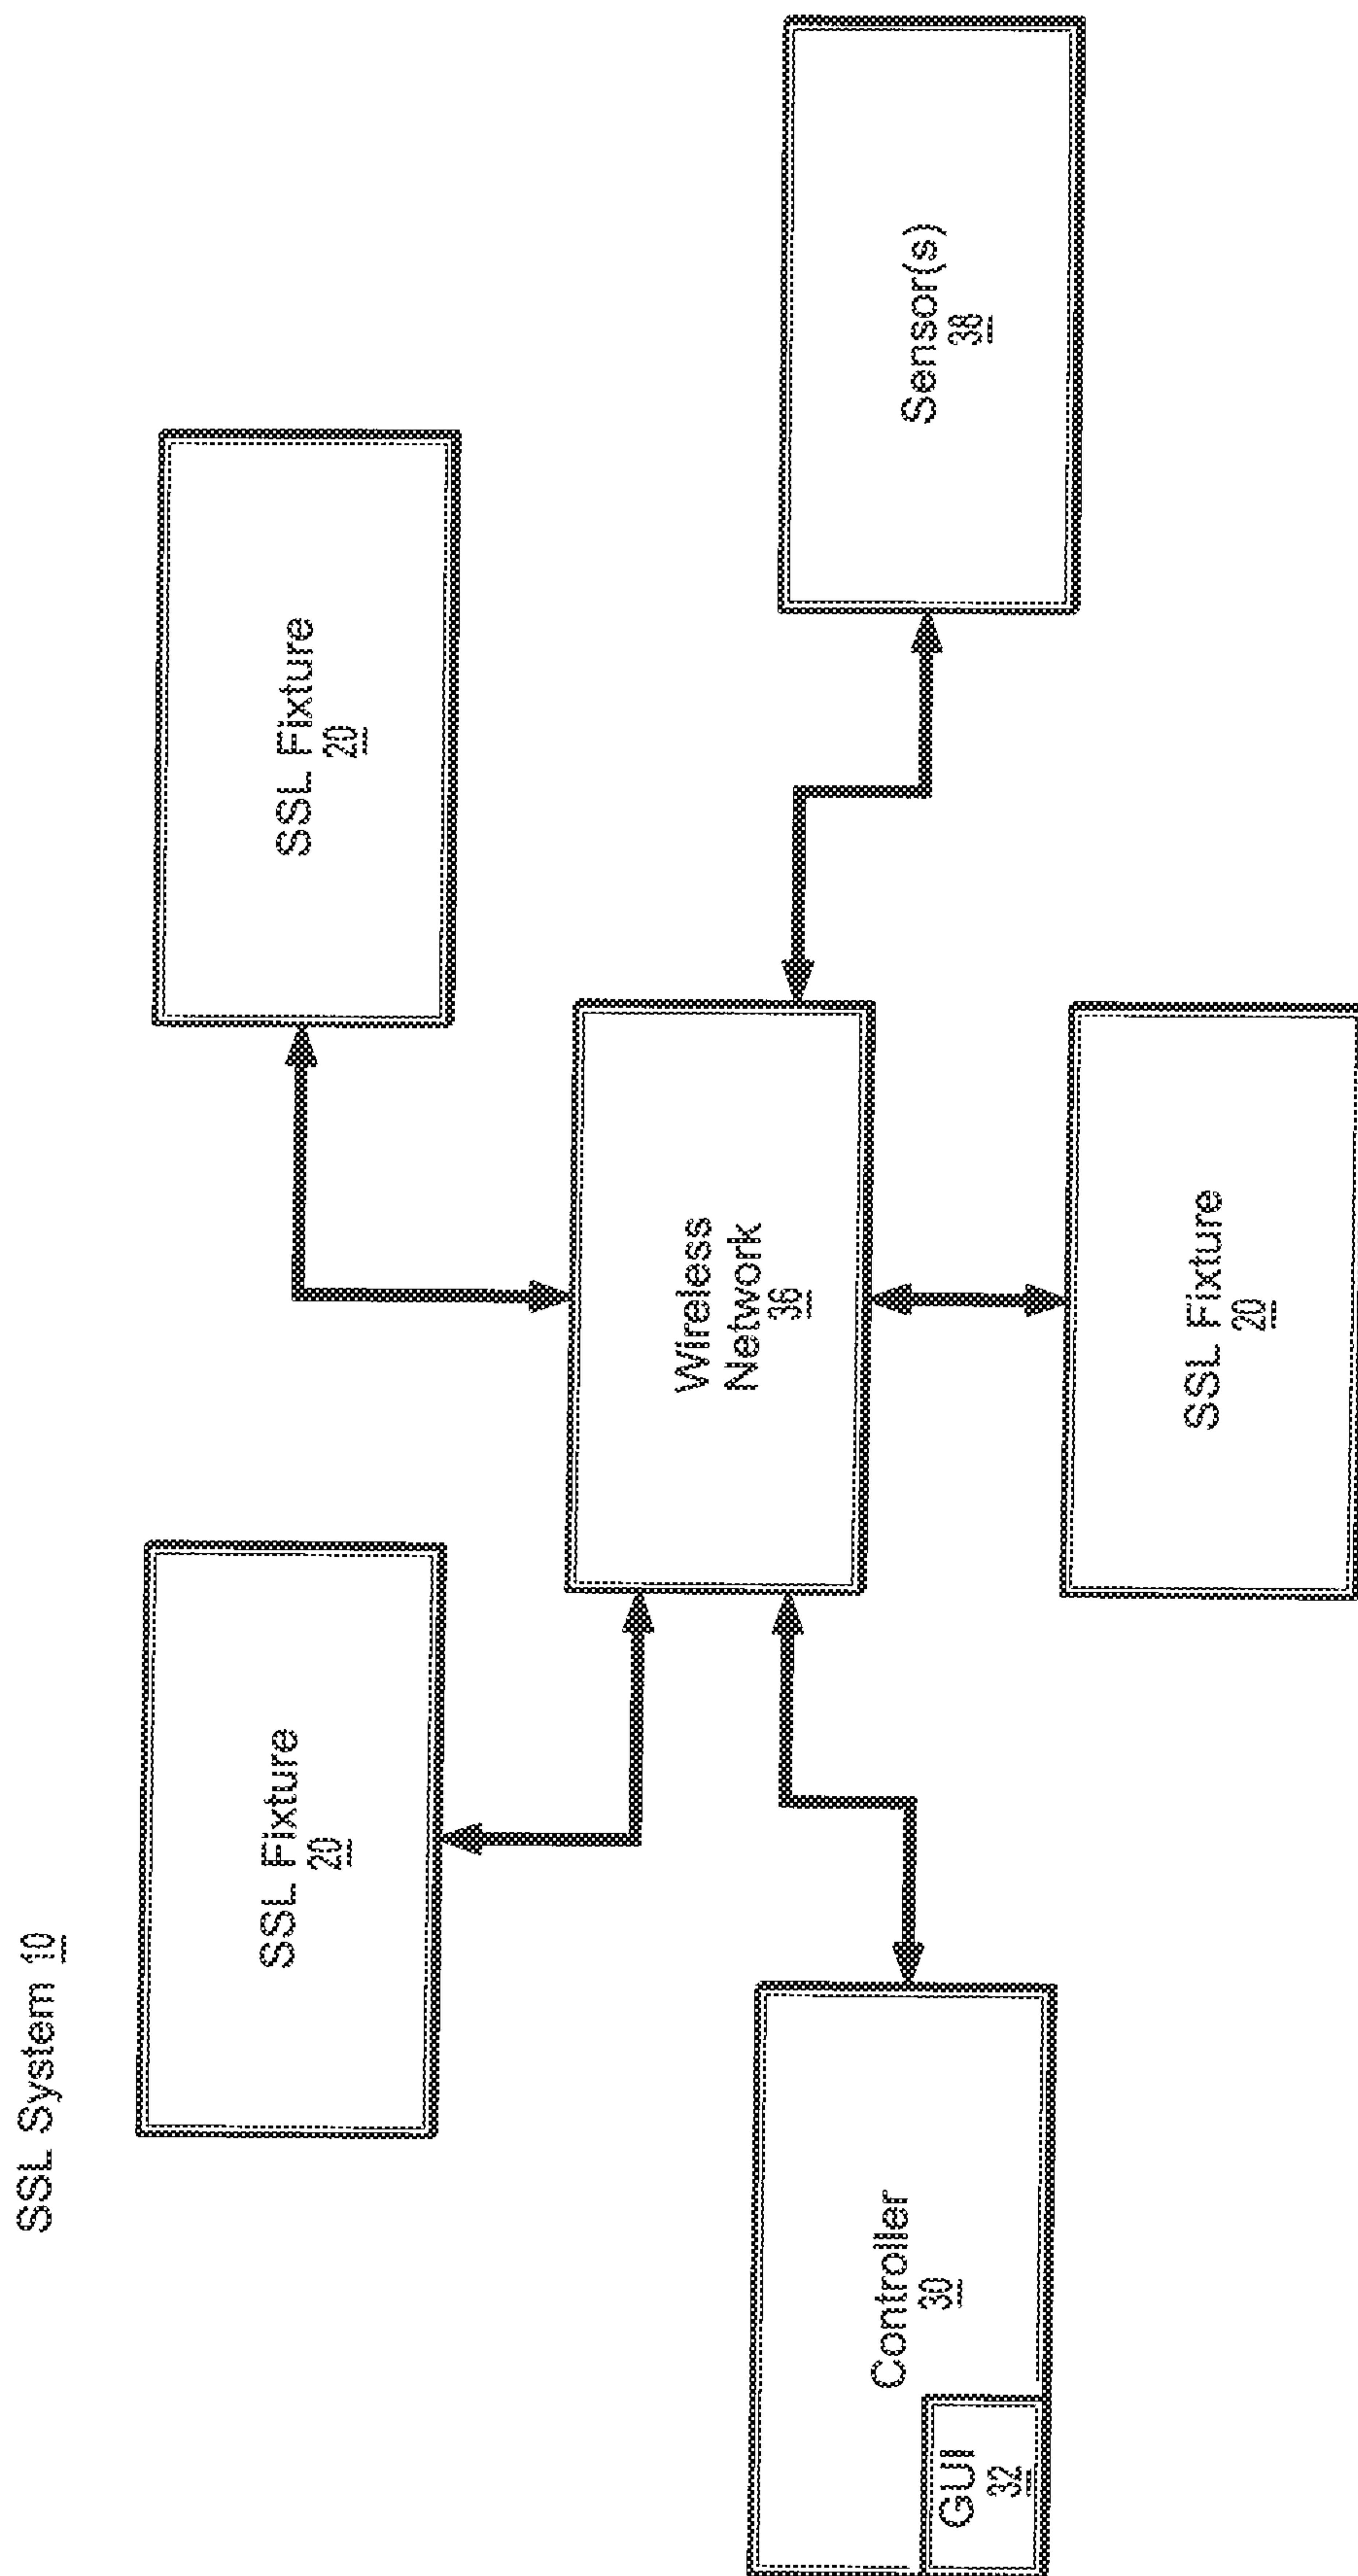 SSL System 10
SSL Fixture
20
SSL Fixture
20
Wireless
Network
36
Controller
30
GUI
32
Sensor(s)
38
SSL Fixture
20